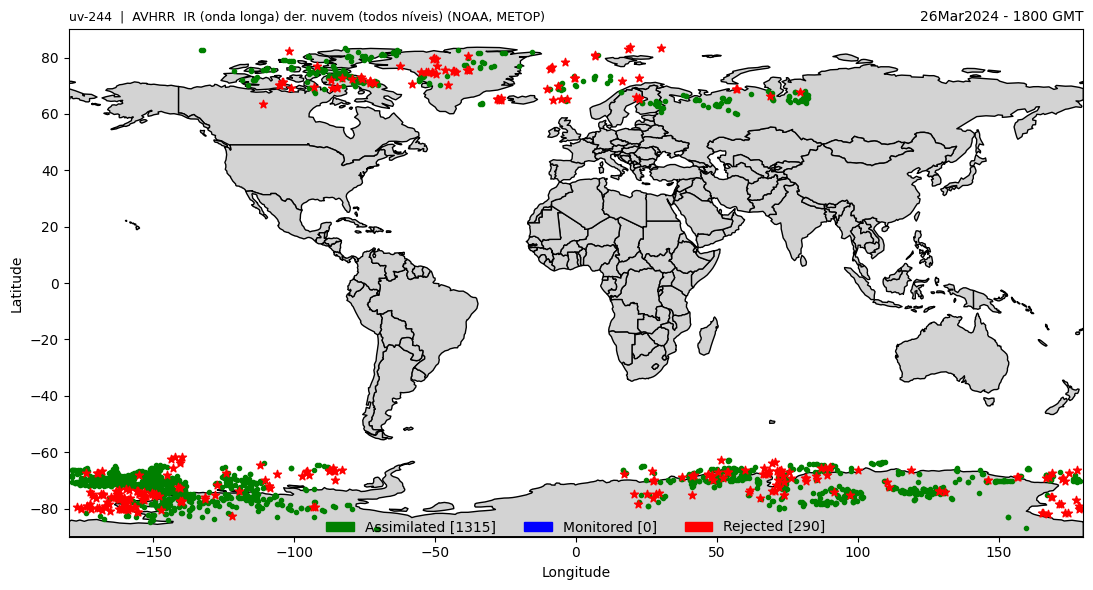 uv-244 | AVHRR IR (onda longa) der. nuvem (todos níveis) (NOAA, METOP)
26Mar2024 - 1800 GMT
80
60
40
20
0
−20
−40
−60
−80
Latitude
Assimilated [1315]
Monitored [0]
Rejected [290]
−150
−100
−50
0
50
100
150
Longitude